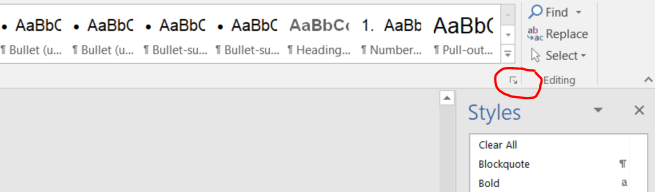 • AaBbC • AaBbC • AaBbC • AaBbC AaBbCc 1. AaBb AaBbC
¶ Bullet (u... ¶ Bullet (u... ¶ Bullet-su... ¶ Bullet-su... ¶ Heading... ¶ Number... ¶ Pull-out...
Find
Replace
Select
Editing
Styles
Clear All
Blockquote ¶
Bold a